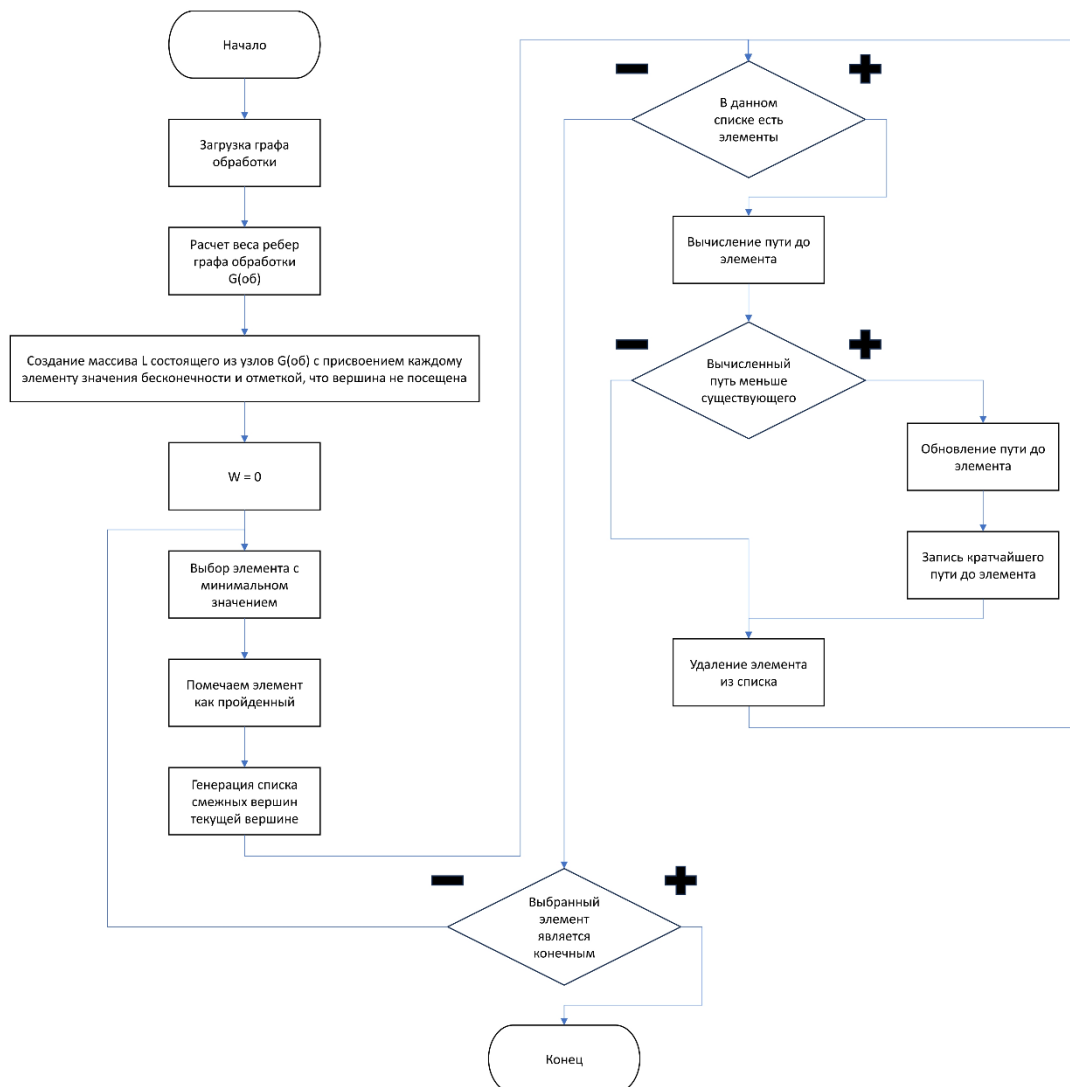 Начало
Загрузка графа
обработки
Расчет веса ребер
графа обработки
G(об)
Создание массива L состоящего из узлов G(об) с присвоением каждому
элементу значения бесконечности и отметкой, что вершина не посещена
W = 0
Выбор элемента с
минимальном
значением
Помечаем элемент
как пройденный
Генерация списка
смежных вершин
текущей вершине
В данном
списке есть
элементы
Вычисление пути до
элемента
Вычисленный
путь меньше
существующего
Обновление пути до
элемента
Запись кратчайшего
пути до элемента
Удаление элемента
из списка
Выбранный
элемент
является
конечным
Конец